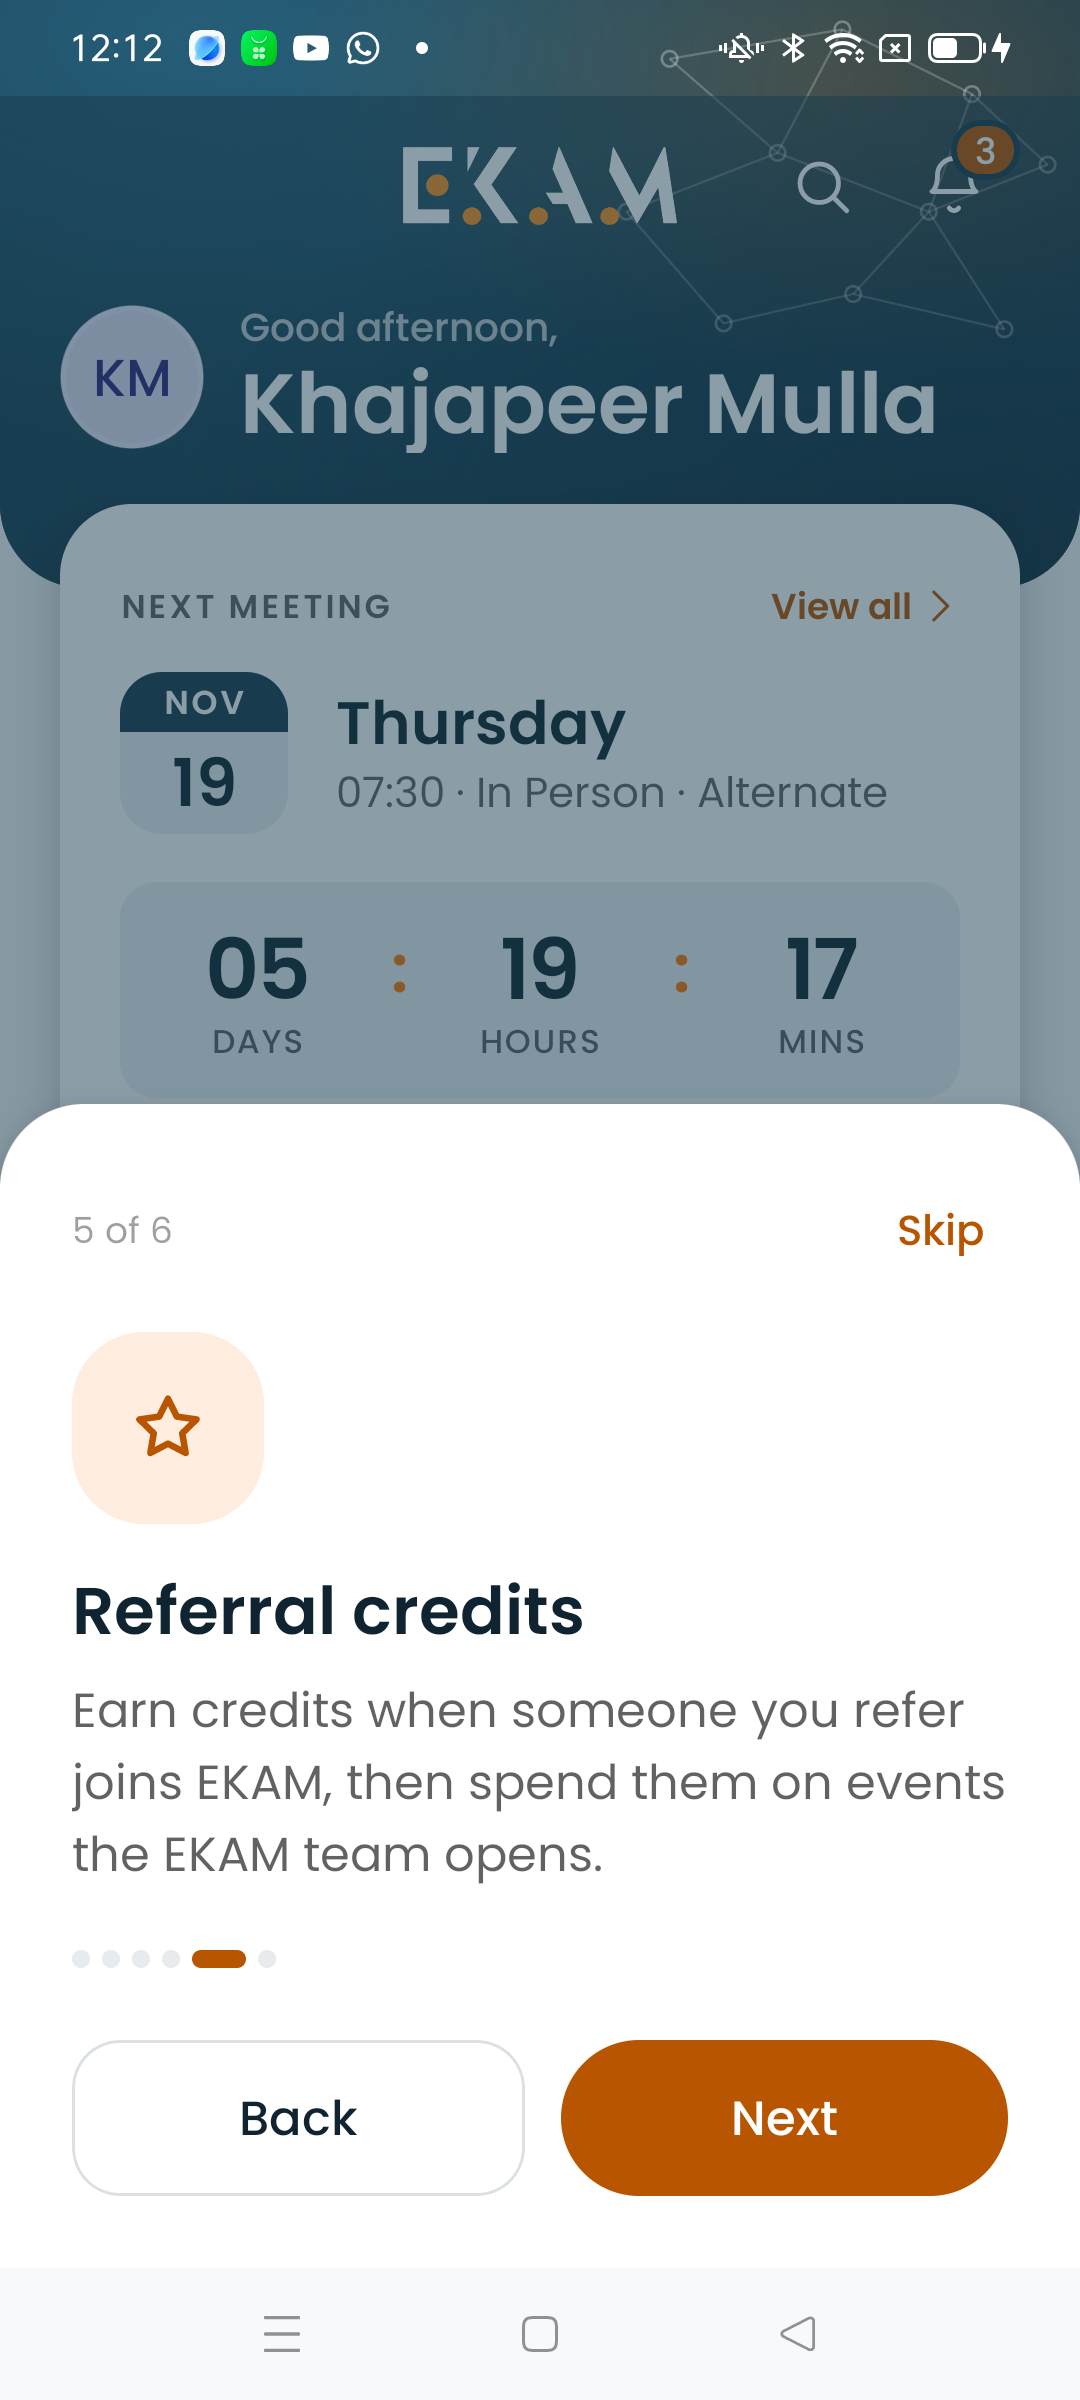 12:12
EKAM
3
KM
Good afternoon,
Khajapeer Mulla
NEXT MEETING
View all
NOV
19
Thursday
07:30 · In Person · Alternate
05 : 19 : 17
DAYS HOURS MINS
5 of 6
Skip
Referral credits
Earn credits when someone you refer
joins EKAM, then spend them on events
the EKAM team opens.
Back
Next